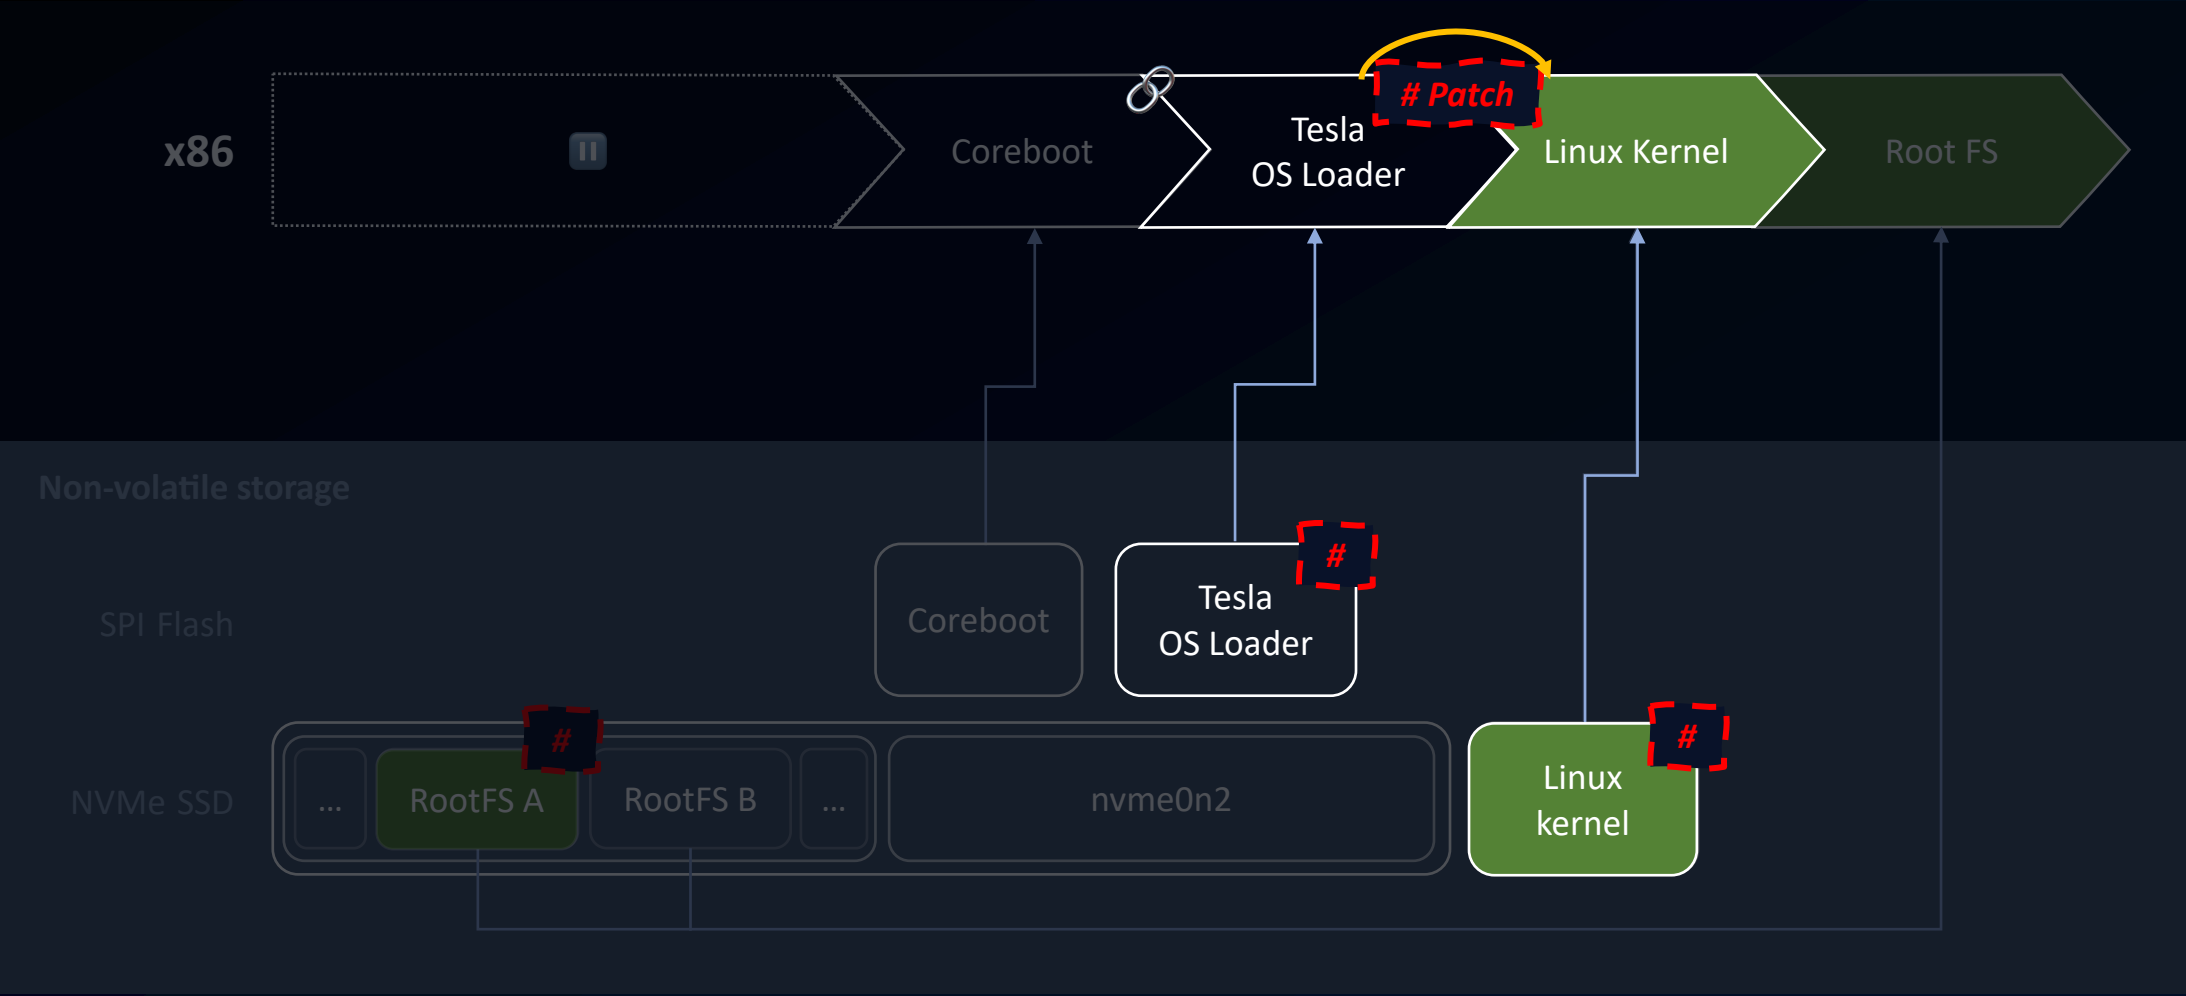 # Patch
x86
Coreboot
Tesla
OS Loader
Linux Kernel
Root FS
Non-volatile storage
SPI Flash
Coreboot
Tesla
OS Loader
#
NVMe SSD
...
RootFS A
#
RootFS B
...
nvme0n2
Linux
kernel
#